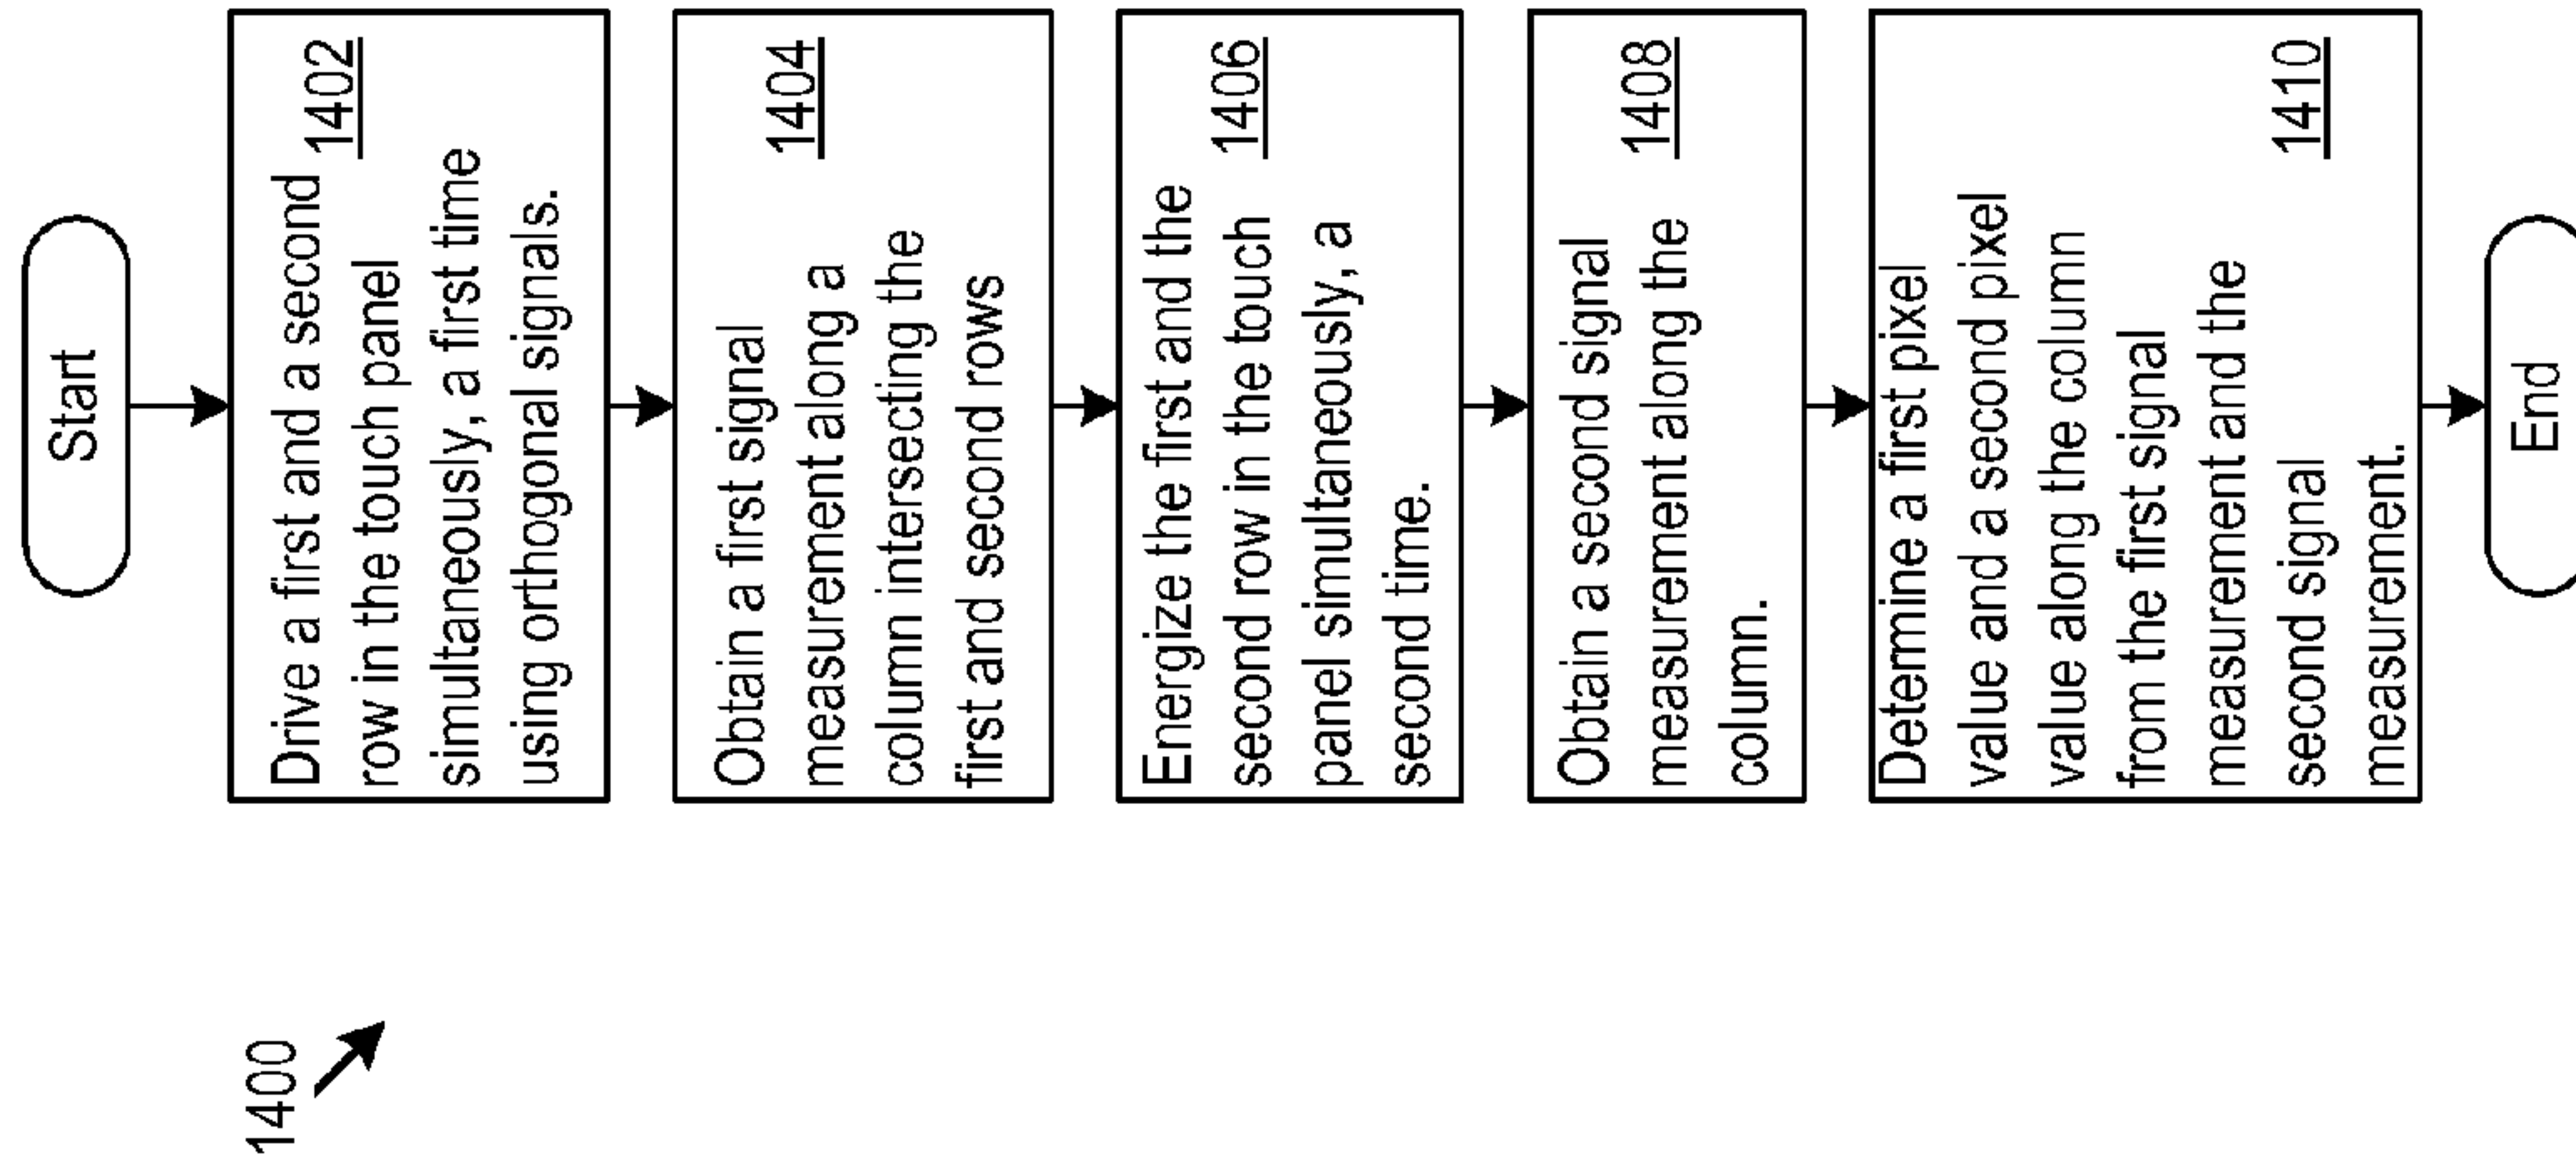 1400
Start
Drive a first and a second
row in the touch panel
simultaneously, a first time
using orthogonal signals.
1402
Obtain a first signal
measurement along a
column intersecting the
first and second rows
1404
Energize the first and the
second row in the touch
panel simultaneously, a
second time.
1406
Obtain a second signal
measurement along the
column.
1408
Determine a first pixel
value and a second pixel
value along the column
from the first signal
measurement and the
second signal
measurement.
1410
End